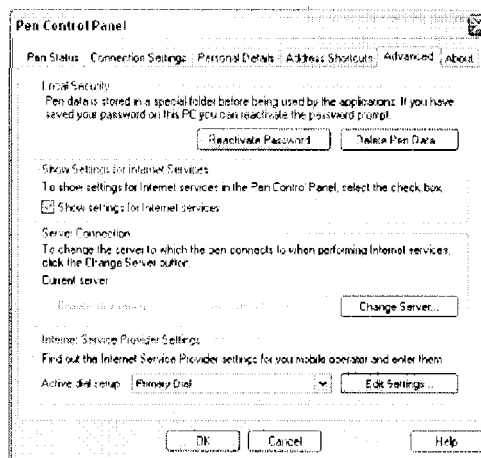 Pen Control Panel
Pen Status Connection Settings Personal Details Address Shortcuts Advanced About
Local Security
Pen data is stored in a special folder before being used by the applications. If you have
saved your password on this PC you can reactivate the password prompt.
Reactivate Password Delete Pen Data
Show Settings for Internet Services
To show settings for Internet services in the Pen Control Panel, select the check box.
Show settings for Internet services
Server Connection
To change the server to which the pen connects to when performing Internet services,
click the Change Server button.
Current server
Change Server...
Internet Service Provider Settings
Find out the Internet Service Provider settings for you mobile operator and enter them
Active dial setup Primary Dial Edit Settings...
OK Cancel Help